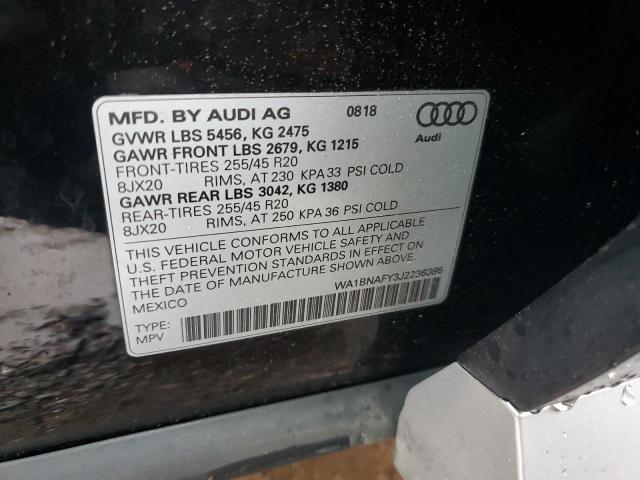 MFD. BY AUDI AG 0818
GVWR LBS 5456, KG 2475
GAWR FRONT LBS 2679, KG 1215
FRONT-TIRES 255/45 R20
8JX20 RIMS, AT 230 KPA 33 PSI COLD
GAWR REAR LBS 3042, KG 1380
REAR-TIRES 255/45 R20
8JX20 RIMS, AT 250 KPA 36 PSI COLD
Audi
THIS VEHICLE CONFORMS TO ALL APPLICABLE
U.S. FEDERAL MOTOR VEHICLE SAFETY AND
THEFT PREVENTION STANDARDS IN EFFECT ON
THE DATE OF MANUFACTURE SHOWN ABOVE
MEXICO
WA1BNAFY3J2236395
TYPE:
MPV